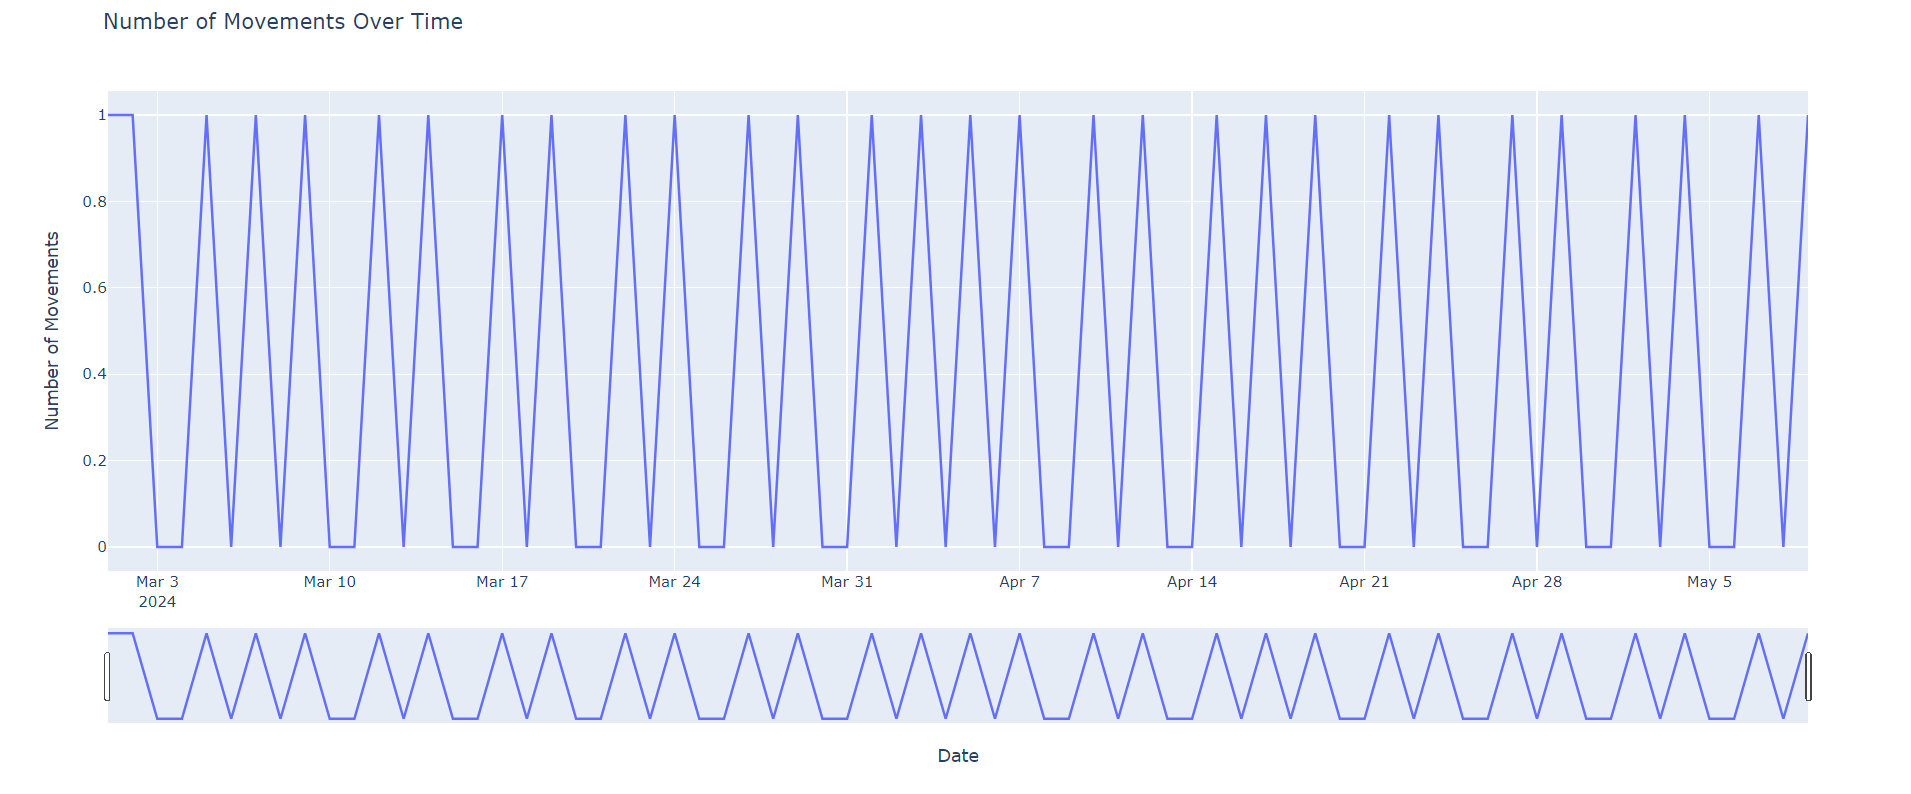 Number of Movements Over Time
Number of Movements
1
0.8
0.6
0.4
0.2
0
Mar 3 Mar 10 Mar 17 Mar 24 Mar 31 Apr 7 Apr 14 Apr 21 Apr 28 May 5
2024
Date